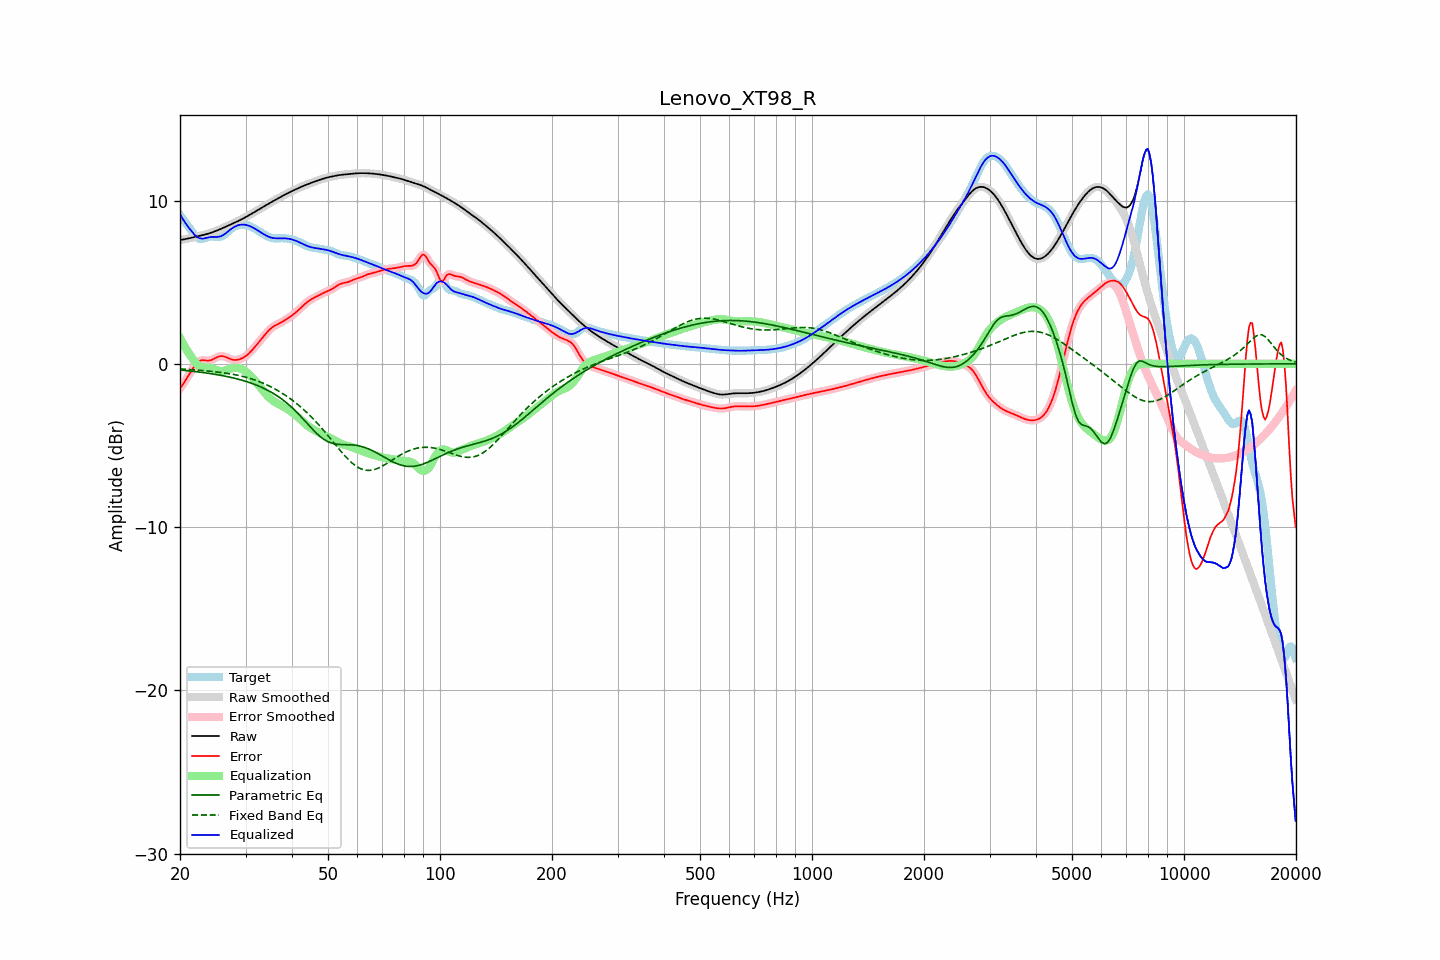 Lenovo_XT98_R
Amplitude (dBr)
10
0
−10
−20
−30
Target
Raw Smoothed
Error Smoothed
Raw
Error
Equalization
Parametric Eq
Fixed Band Eq
Equalized
20 50 100 200 500 1000 2000 5000 10000 20000
Frequency (Hz)